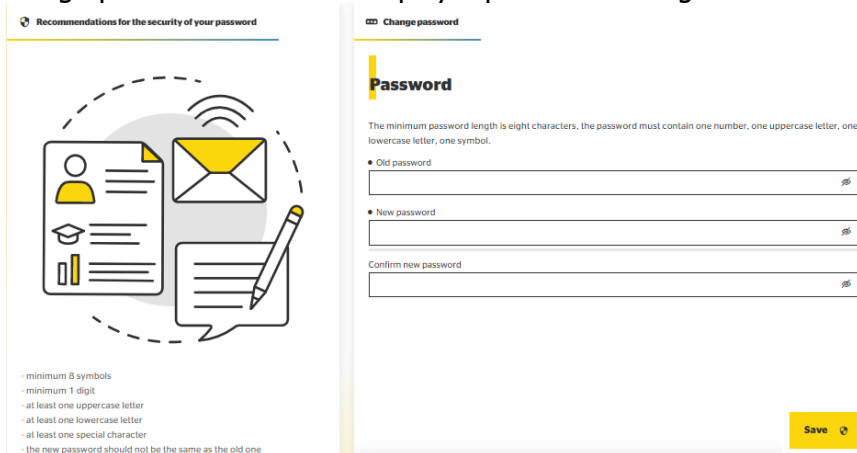 Recommendations for the security of your password
- minimum 8 symbols
- minimum 1 digit
- at least one uppercase letter
- at least one lowercase letter
- at least one special character
- the new password should not be the same as the old one
Change password
Password
The minimum password length is eight characters, the password must contain one number, one uppercase letter, one
lowercase letter, one symbol.
• Old password
• New password
Confirm new password
Save